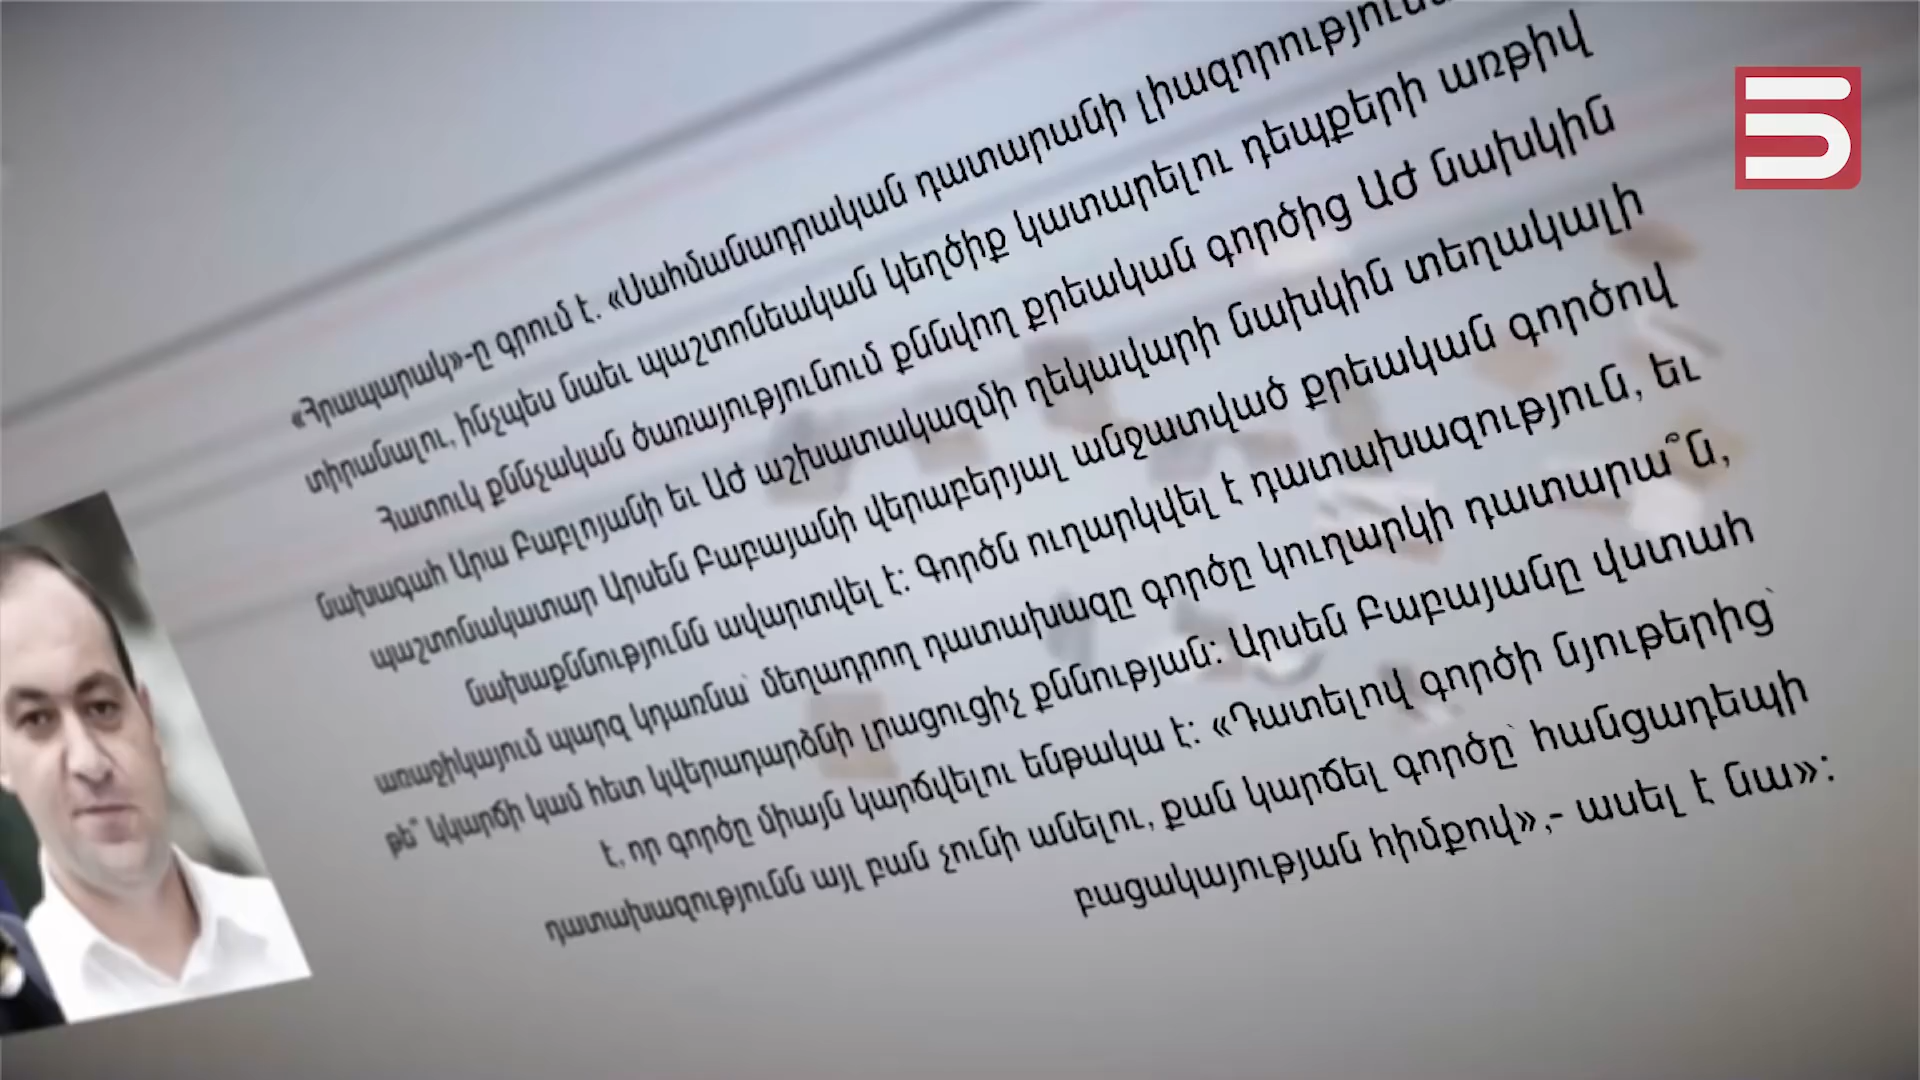 «Հրապարակ»-ը գրում է. «Սահմանադրական դատարանի
տիրանալու, ինչպես նաեւ պաշտոնեական կեղծիք կատարելու դեպքերի առթիվ
Հատուկ քննչական ծառայությունում քննվող քրեական գործից ԱԺ նախկին
նախագահ Արա Բաբլոյանի եւ ԱԺ աշխատակազմի ղեկավարի նախկին տեղակալի
պաշտոնակատար Արսեն Բաբայանի վերաբերյալ անջատված քրեական գործով
նախաքննությունն ավարտվել է: Գործն ուղարկվել է դատախազություն, եւ
առաջիկայում պարզ կդառնա՝ մեղադրող դատախազը գործը կուղարկի դատարա՞ն,
թե՞ կկարճի կամ հետ կվերադարձնի լրացուցիչ քննության: Արսեն Բաբայանը վստահ
է, որ գործը միայն կարճվելու ենթակա է: «Դատելով գործի նյութերից՝
դատախազությունն այլ բան չունի անելու, քան կարճել գործը՝ հանցադեպի
բացակայության հիմքով»,- ասել է նա»: